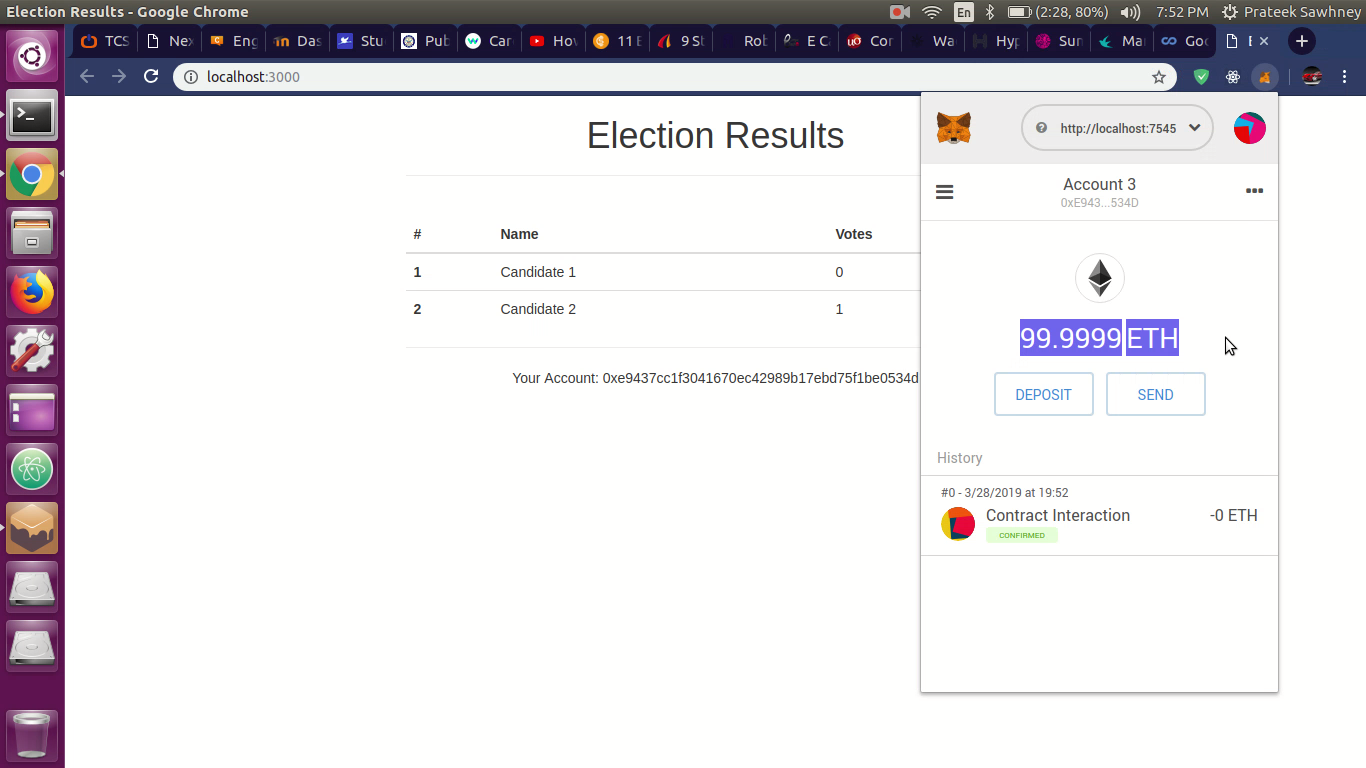 Election Results - Google Chrome
En
(2:28, 80%)
7:52 PM
Prateek Sawhney
TCS
Nex
Eng
Das
Stu
Pub
Car
Hov
11 E
9 St
Rob
E C
Cor
Wa
Hyp
Sun
Mar
Goo
localhost:3000
Election Results
# Name Votes
1 Candidate 1 0
2 Candidate 2 1
Your Account: 0xe9437cc1f3041670ec42989b17ebd75f1be0534d
http://localhost:7545
Account 3
0xE943...534D
99.9999 ETH
DEPOSIT
SEND
History
#0 - 3/28/2019 at 19:52
Contract Interaction
-0 ETH
CONFIRMED